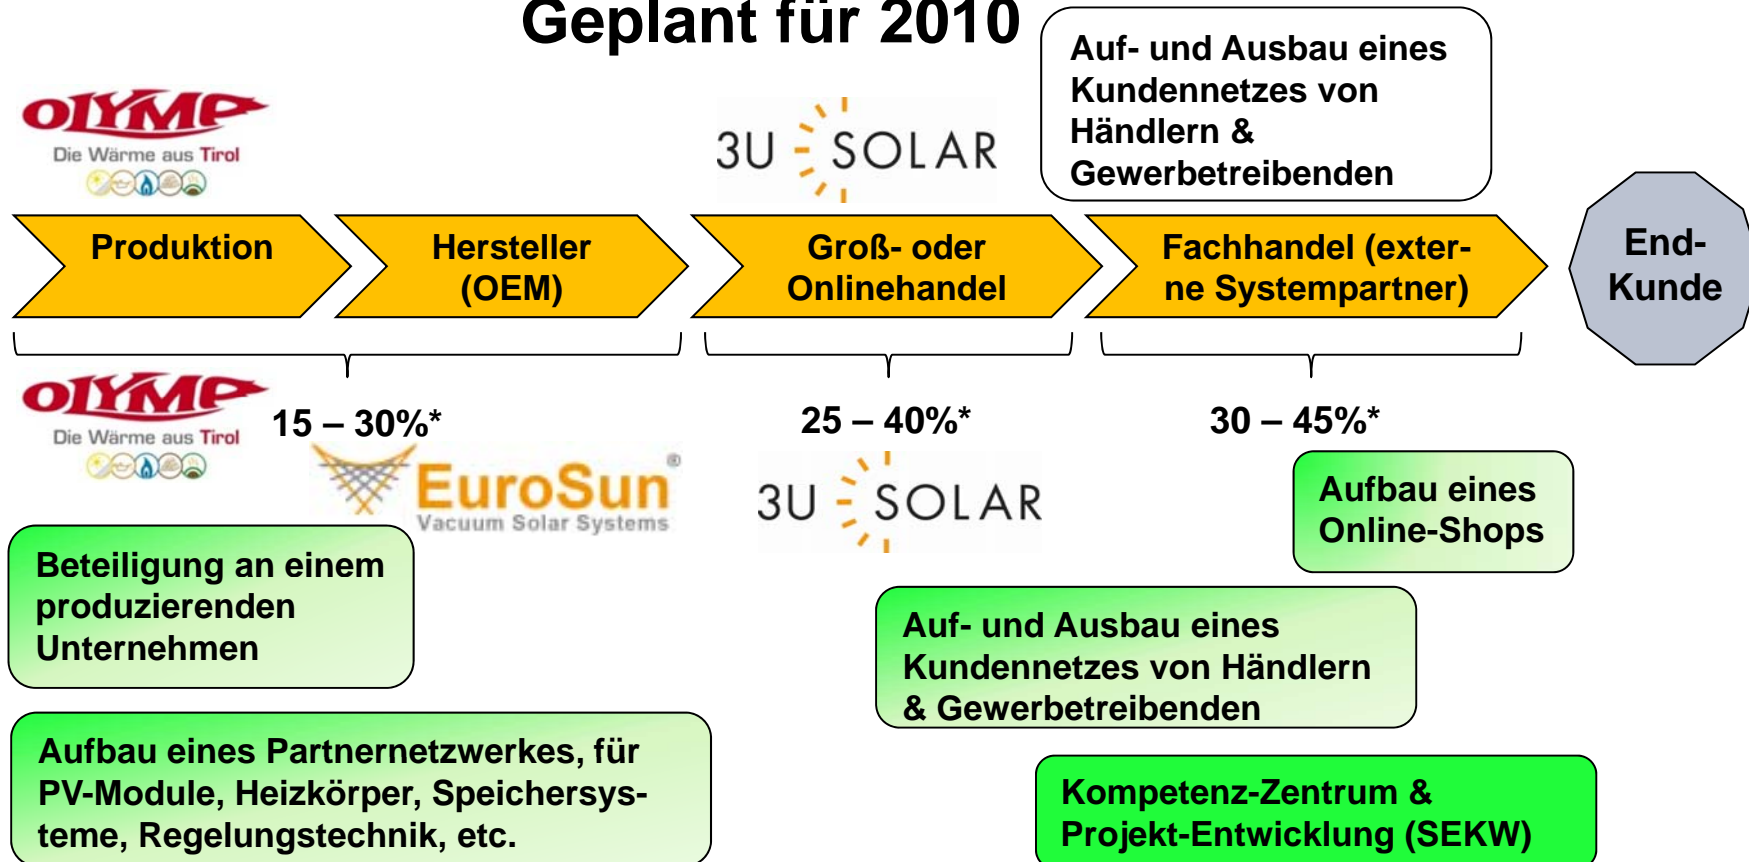 Geplant für 2010
Auf- und Ausbau eines
Kundennetzes von
Händlern &
Gewerbetreibenden
OLYMP
Die Wärme aus Tirol
3U SOLAR
Produktion
Hersteller
(OEM)
Groß- oder
Onlinehandel
Fachhandel (exter-
ne Systempartner)
End-
Kunde
OLYMP
Die Wärme aus Tirol
15 – 30%*
25 – 40%*
30 – 45%*
EuroSun®
Vacuum Solar Systems
3U SOLAR
Aufbau eines
Online-Shops
Beteiligung an einem
produzierenden
Unternehmen
Auf- und Ausbau eines
Kundennetzes von Händlern
& Gewerbetreibenden
Aufbau eines Partnernetzwerkes, für
PV-Module, Heizkörper, Speichersys-
teme, Regelungstechnik, etc.
Kompetenz-Zentrum &
Projekt-Entwicklung (SEKW)